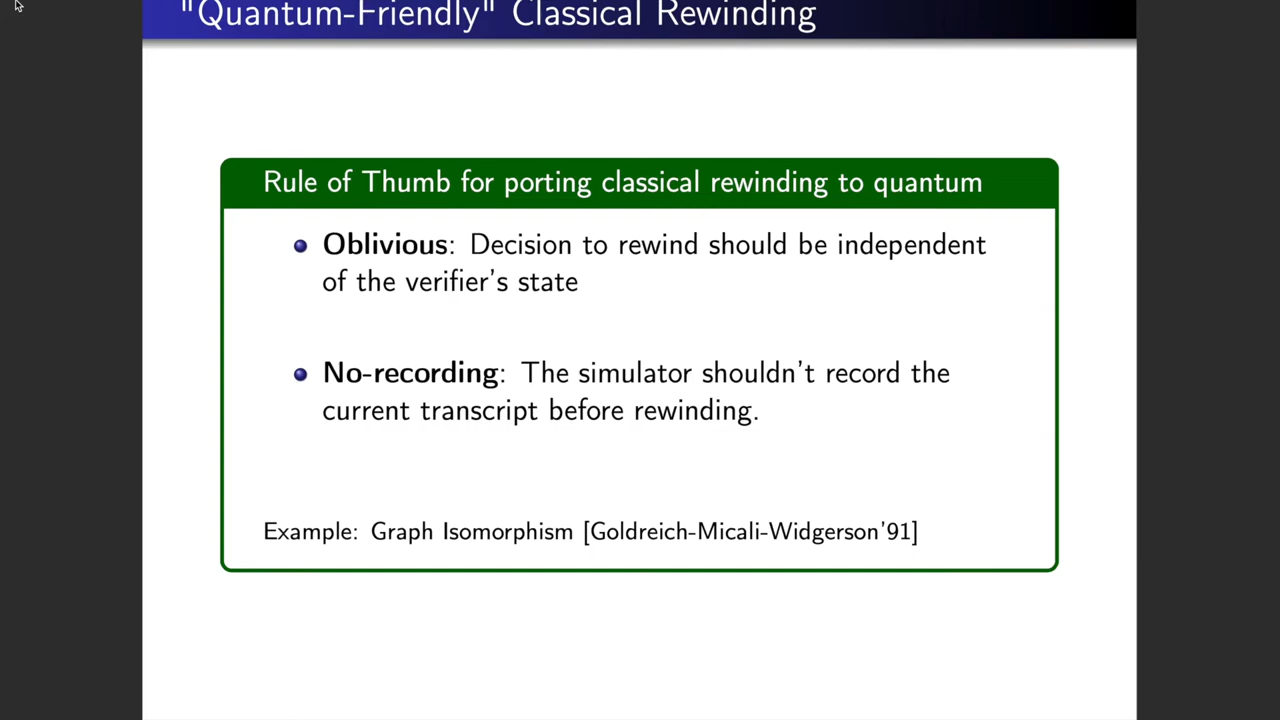 "Quantum-Friendly" Classical Rewinding
Rule of Thumb for porting classical rewinding to quantum
Oblivious: Decision to rewind should be independent
of the verifier's state
No-recording: The simulator shouldn't record the
current transcript before rewinding.
Example: Graph Isomorphism [Goldreich-Micali-Widgerson'91]